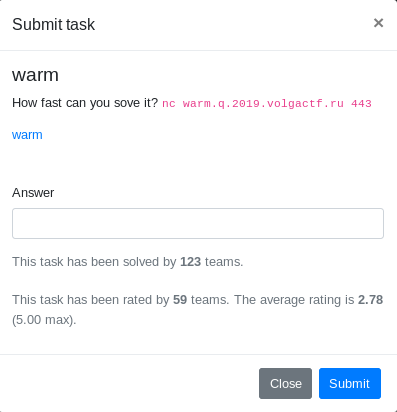 Submit task
×
warm
How fast can you sove it? nc warm.q.2019.volgactf.ru 443
warm
Answer
This task has been solved by 123 teams.
This task has been rated by 59 teams. The average rating is 2.78
(5.00 max).
Close Submit